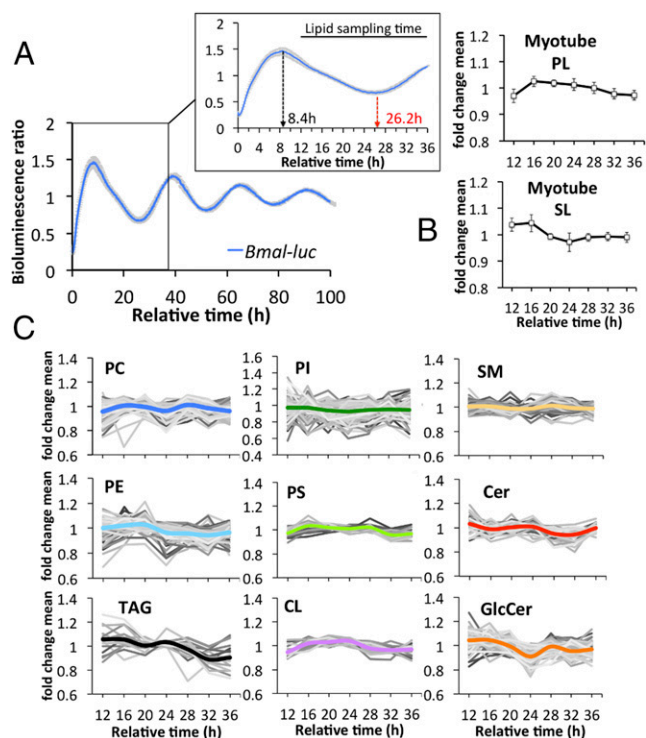 A
Lipid sampling time
2
1.5
1
0.5
0
8.4h
26.2h
0 4 8 12 16 20 24 28 32 36
Relative time (h)
Bioluminescence ratio
2
1.5
1
0.5
0
Bmal-luc
0 20 40 60 80 100
Relative time (h)
B
fold change mean
1.2
1.1
1
0.9
0.8
Myotube
PL
12 16 20 24 28 32 36
fold change mean
1.2
1.1
1
0.9
0.8
Myotube
SL
12 16 20 24 28 32 36
Relative time (h)
C
fold change mean
1.4
1.2
1
0.8
0.6
PC
1.6
1.4
1.2
1
0.8
0.6
0.4
PI
1.4
1.2
1
0.8
0.6
SM
fold change mean
1.4
1.2
1
0.8
0.6
PE
1.4
1.2
1
0.8
0.6
PS
1.4
1.2
1
0.8
0.6
Cer
fold change mean
1.4
1.2
1
0.8
0.6
TAG
12 16 20 24 28 32 36
Relative time (h)
1.4
1.2
1
0.8
0.6
CL
12 16 20 24 28 32 36
Relative time (h)
1.4
1.2
1
0.8
0.6
GlcCer
12 16 20 24 28 32 36
Relative time (h)